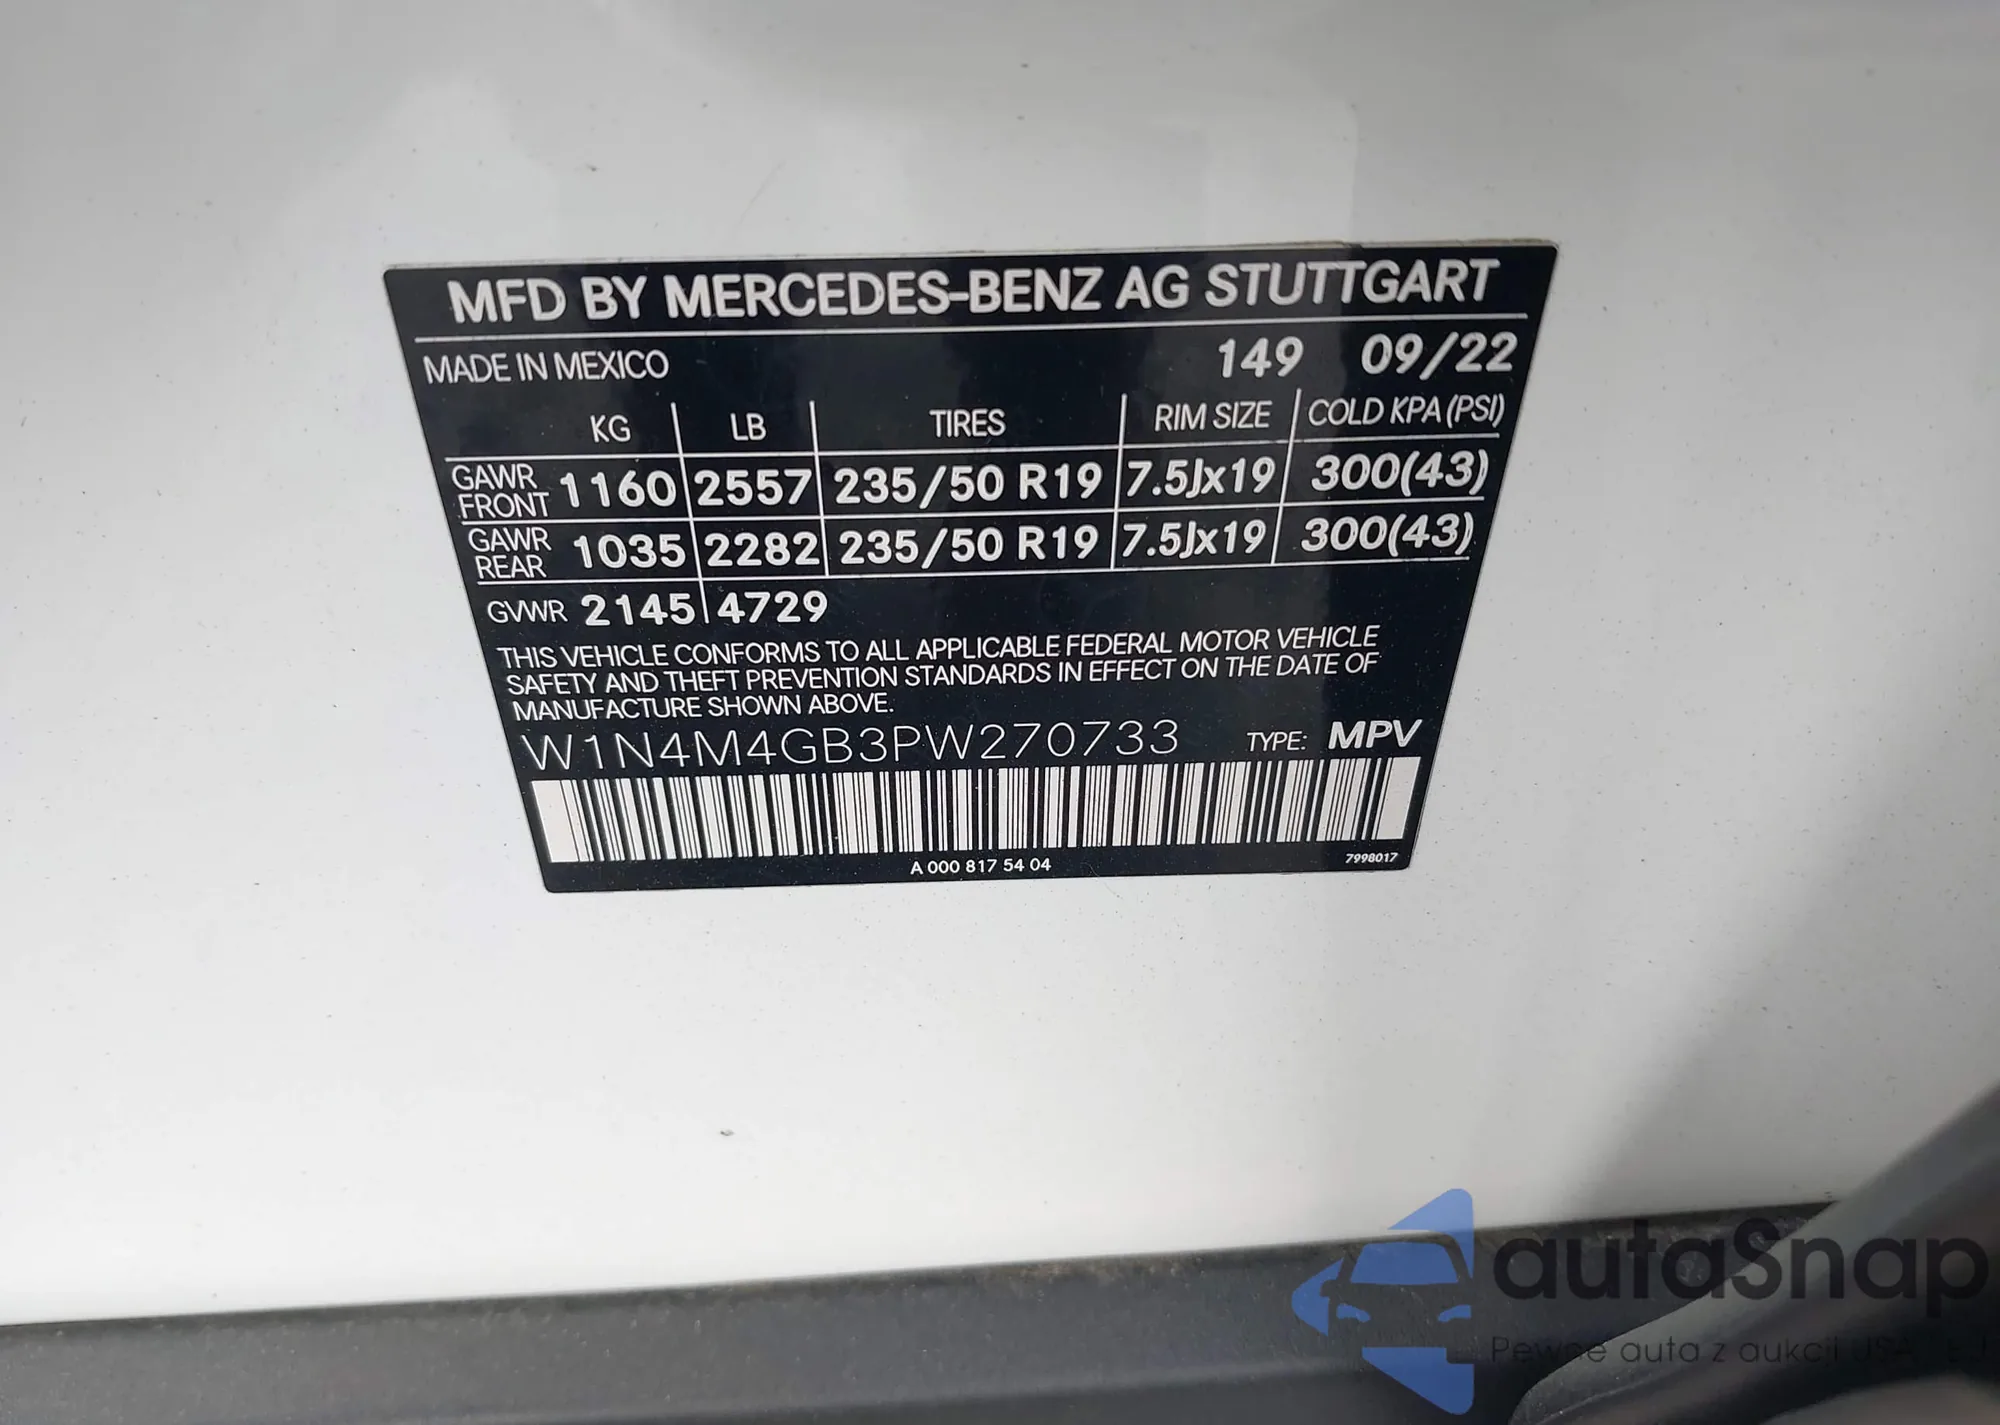 MFD BY MERCEDES-BENZ AG STUTTGART
MADE IN MEXICO 149 09/22
KG LB TIRES RIM SIZE COLD KPA (PSI)
GAWR FRONT 1160 2557 235/50 R19 7.5Jx19 300(43)
GAWR REAR 1035 2282 235/50 R19 7.5Jx19 300(43)
GVWR 2145 4729
THIS VEHICLE CONFORMS TO ALL APPLICABLE FEDERAL MOTOR VEHICLE
SAFETY AND THEFT PREVENTION STANDARDS IN EFFECT ON THE DATE OF
MANUFACTURE SHOWN ABOVE.
W1N4M4GB3PW270733 TYPE: MPV
A 000 817 54 04 7998017
autaSnap
Pewne auta z aukcji USA